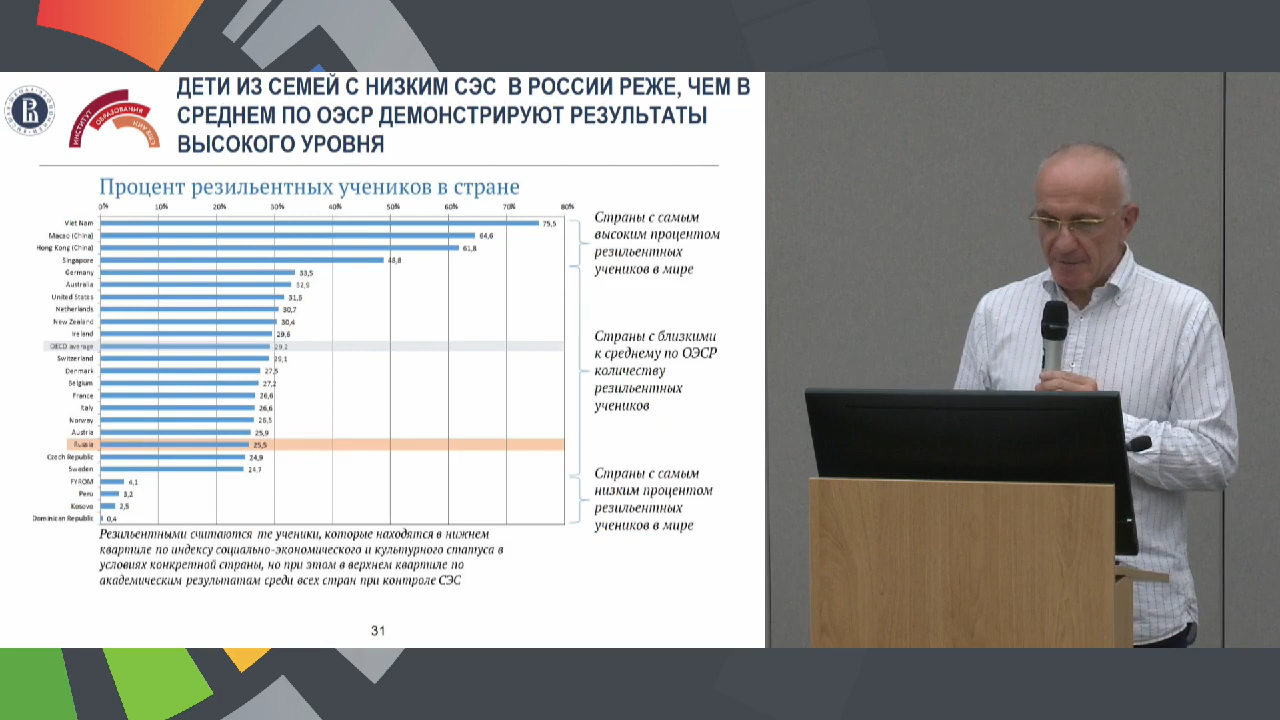 ДЕТИ ИЗ СЕМЕЙ С НИЗКИМ СЭС В РОССИИ РЕЖЕ, ЧЕМ В
СРЕДНЕМ ПО ОЭСР ДЕМОНСТРИРУЮТ РЕЗУЛЬТАТЫ
ВЫСОКОГО УРОВНЯ
ИНСТИТУТ
ОБРАЗОВАНИЯ
НИУ ВШЭ
Процент резильентных учеников в стране
0% 10% 20% 30% 40% 50% 60% 70% 80%
Viet Nam 75,5
Macao (China) 64,6
Hong Kong (China) 61,8
Singapore 48,8
Germany 33,5
Australia 32,9
United States 31,6
Netherlands 30,7
New Zealand 30,4
Ireland 29,6
OECD average 29,2
Switzerland 29,1
Denmark 27,5
Belgium 27,2
France 26,6
Italy 26,6
Norway 26,5
Austria 25,9
Russia 25,5
Czech Republic 24,9
Sweden 24,7
FYROM 4,1
Peru 3,2
Kosovo 2,5
Dominican Republic 0,4
Страны с самым
высоким процентом
резильентных
учеников в мире
Страны с близкими
к среднему по ОЭСР
количеству
резильентных
учеников
Страны с самым
низким процентом
резильентных
учеников в мире
Резильентными считаются те ученики, которые находятся в нижнем
квартиле по индексу социально-экономического и культурного статуса в
условиях конкретной страны, но при этом в верхнем квартиле по
академическим результатам среди всех стран при контроле СЭС
31